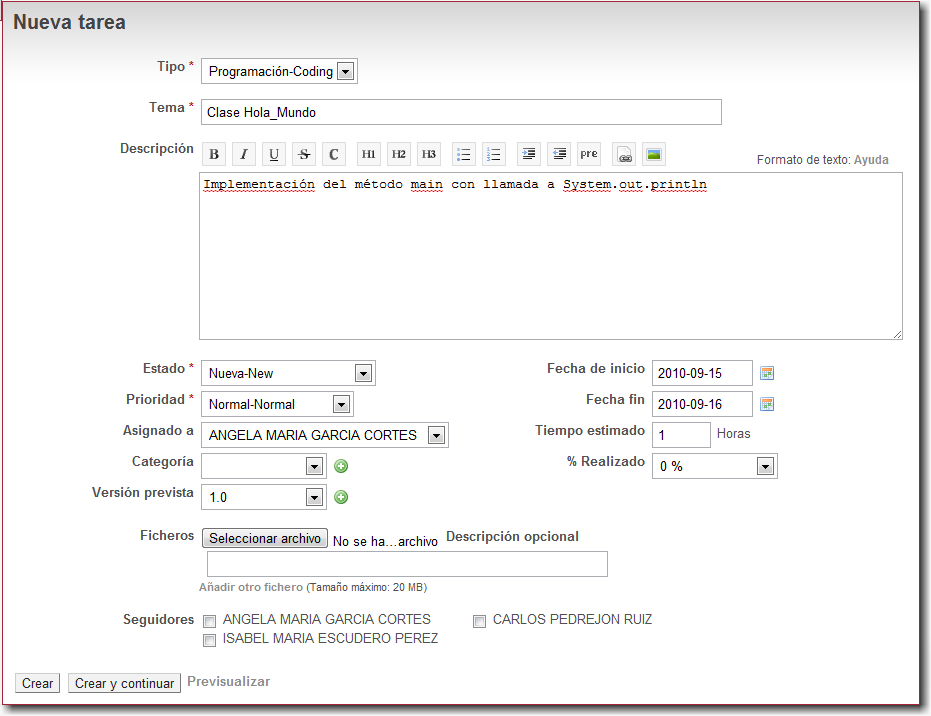 Nueva tarea
Tipo * Programación-Coding
Tema * Clase Hola_Mundo
Descripción B I U S C H1 H2 H3 pre Formato de texto: Ayuda
Implementación del método main con llamada a System.out.println
Estado * Nueva-New Fecha de inicio 2010-09-15
Prioridad * Normal-Normal Fecha fin 2010-09-16
Asignado a ANGELA MARIA GARCIA CORTES Tiempo estimado 1 Horas
Categoría % Realizado 0 %
Versión prevista 1.0
Ficheros Seleccionar archivo No se ha...archivo Descripción opcional
Añadir otro fichero (Tamaño máximo: 20 MB)
Seguidores ANGELA MARIA GARCIA CORTES CARLOS PEDREJON RUIZ
ISABEL MARIA ESCUDERO PEREZ
Crear Crear y continuar Previsualizar